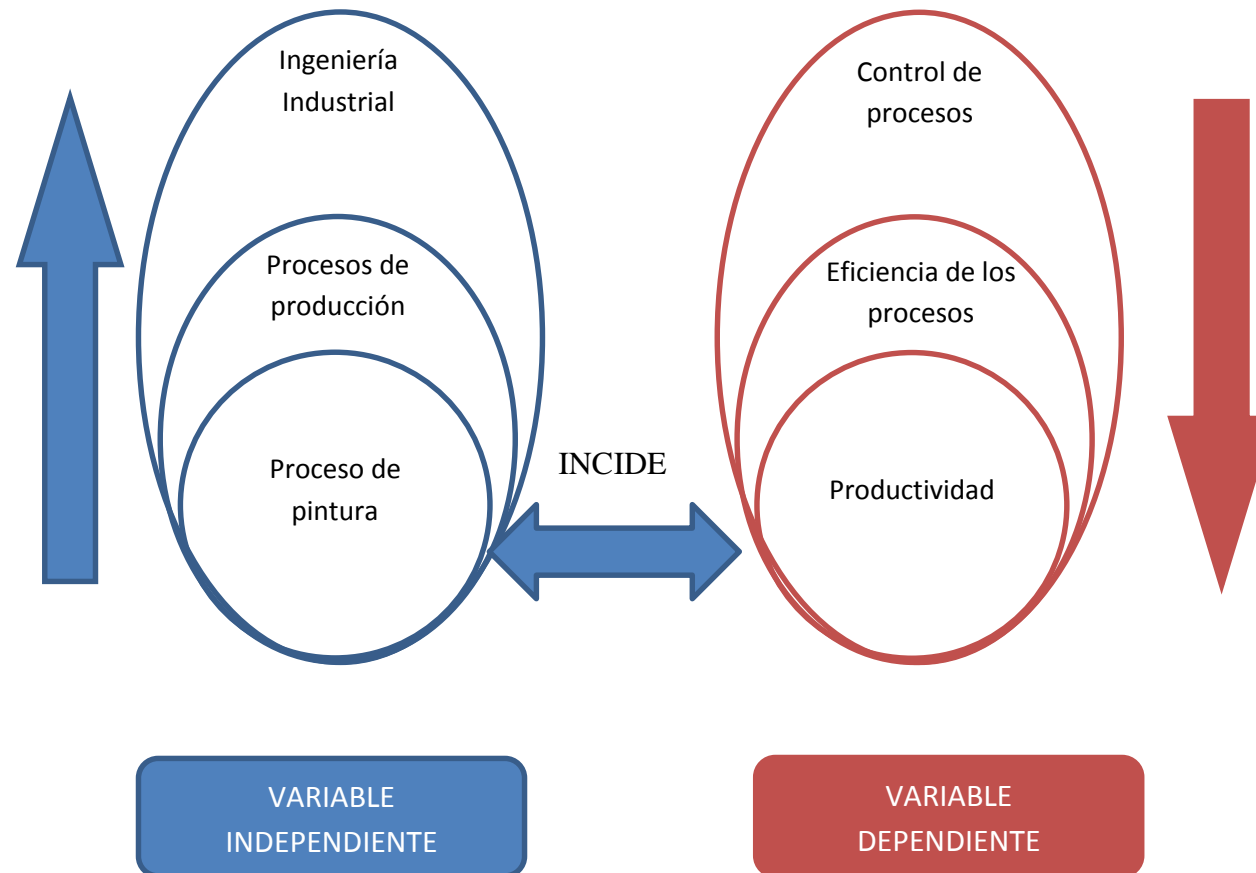 Ingeniería
Industrial
Procesos de
producción
Proceso de
pintura
INCIDE
Control de
procesos
Eficiencia de los
procesos
Productividad
VARIABLE
INDEPENDIENTE
VARIABLE
DEPENDIENTE